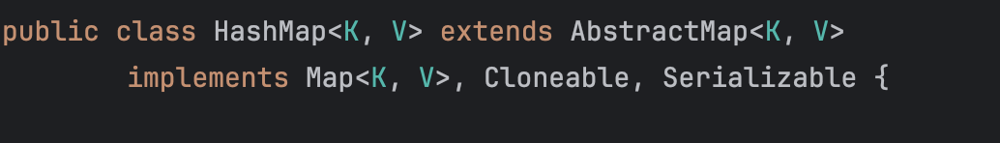 public class HashMap<K, V> extends AbstractMap<K, V>
implements Map<K, V>, Cloneable, Serializable {